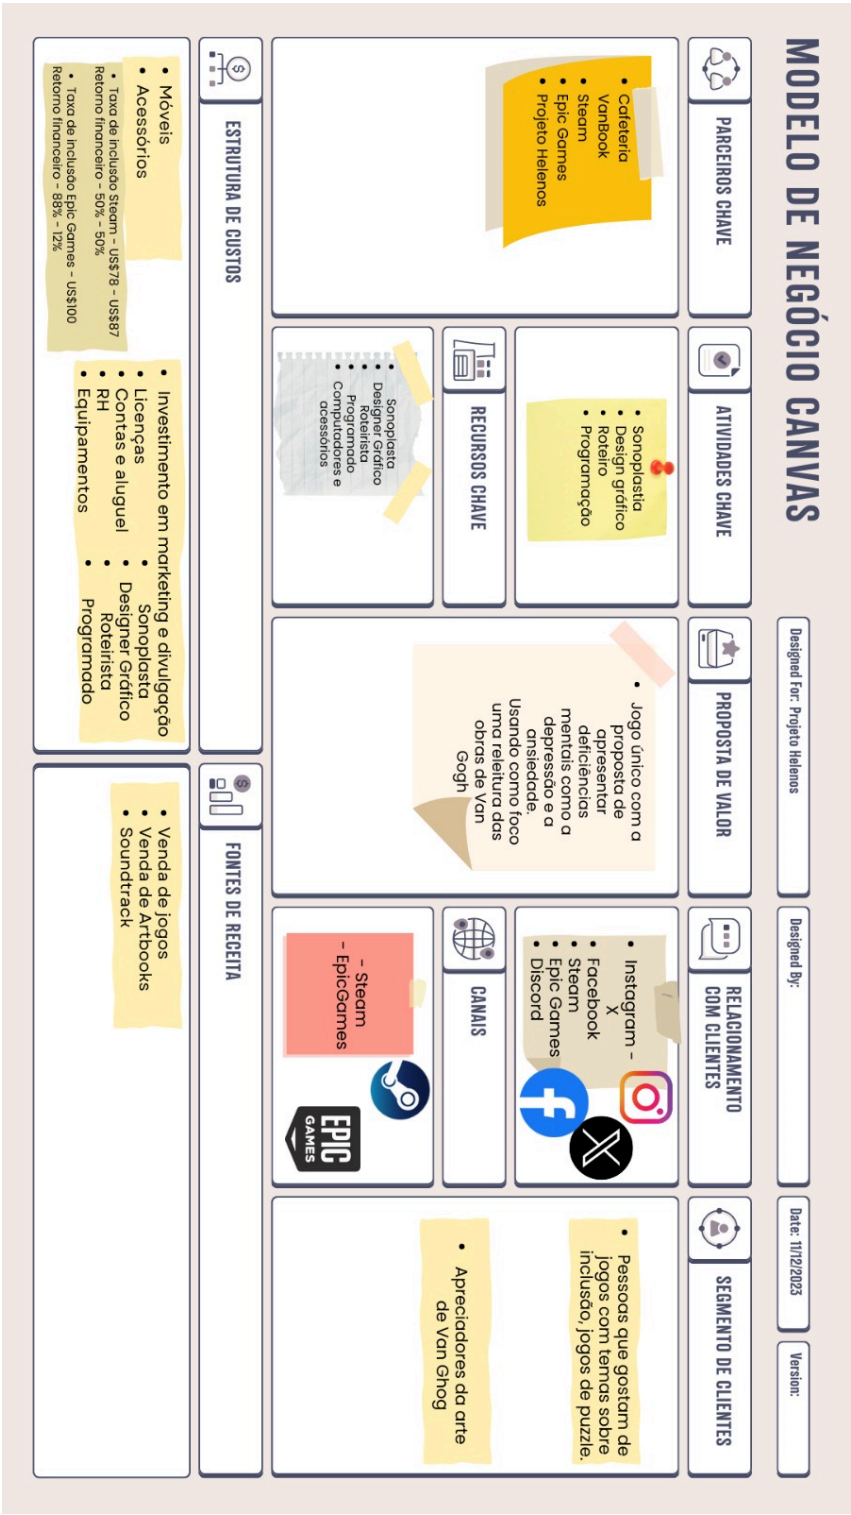 MODELO DE NEGÓCIO CANVAS
Designed For: Projeto Helenos
Designed By:
Date: 11/12/2023
Version:
PARCEIROS CHAVE
• Cafeteria
VanBook
• Steam
• Epic Games
• Projeto Helenos
ATIVIDADES CHAVE
• Sonoplastia
• Design gráfico
• Roteiro
• Programação
RECURSOS CHAVE
• Sonoplasta
• Designer Gráfico
• Roteirista
• Programado
• Computadores e
acessórios
PROPOSTA DE VALOR
• Jogo único com a
proposta de
apresentar
deficiências
mentais como a
depressão e a
ansiedade.
Usando como foco
uma releitura das
obras de Van
Gogh
RELACIONAMENTO
COM CLIENTES
• Instagram -
X
• Facebook
• Steam
• Epic Games
• Discord
CANAIS
- Steam
- EpicGames
EPIC
GAMES
SEGMENTO DE CLIENTES
• Pessoas que gostam de
jogos com temas sobre
inclusão, jogos de puzzle.
• Apreciadores da arte
de Van Ghog
ESTRUTURA DE CUSTOS
• Móveis
• Acessórios
• Taxa de inclusão Steam - US$78 - US$87
Retorno financeiro - 50% - 50%
• Taxa de inclusão Epic Games - US$100
Retorno financeiro - 88% - 12%
• Investimento em marketing e divulgação
• Licenças
• Contas e aluguel
• RH
• Equipamentos
• Sonoplasta
• Designer Gráfico
• Roteirista
• Programado
FONTES DE RECEITA
• Venda de jogos
• Venda de Artbooks
• Soundtrack